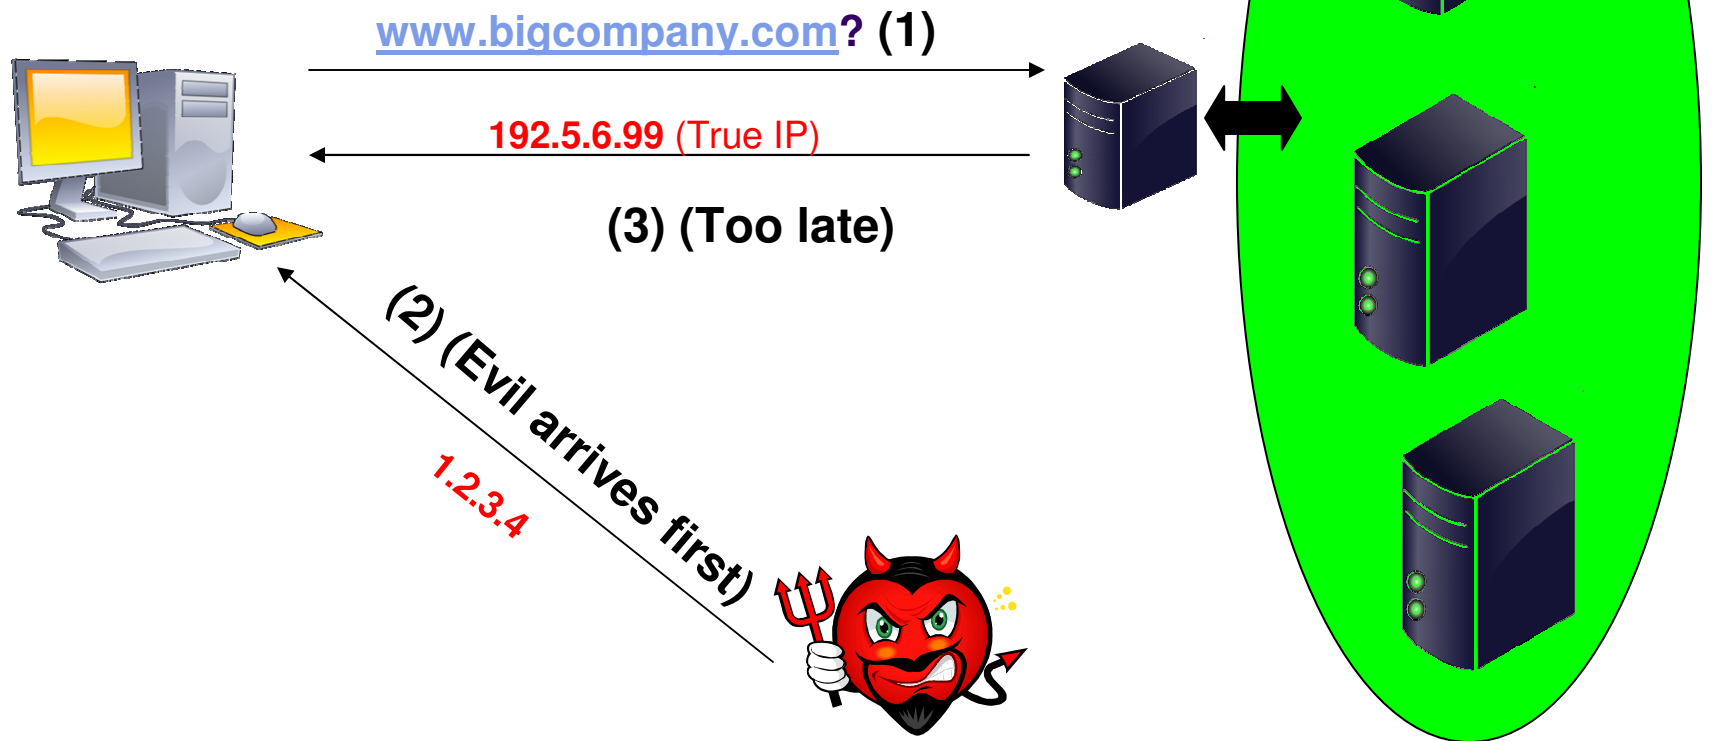 www.bigcompany.com? (1)
192.5.6.99 (True IP)
(3) (Too late)
(2) (Evil arrives first)
1.2.3.4